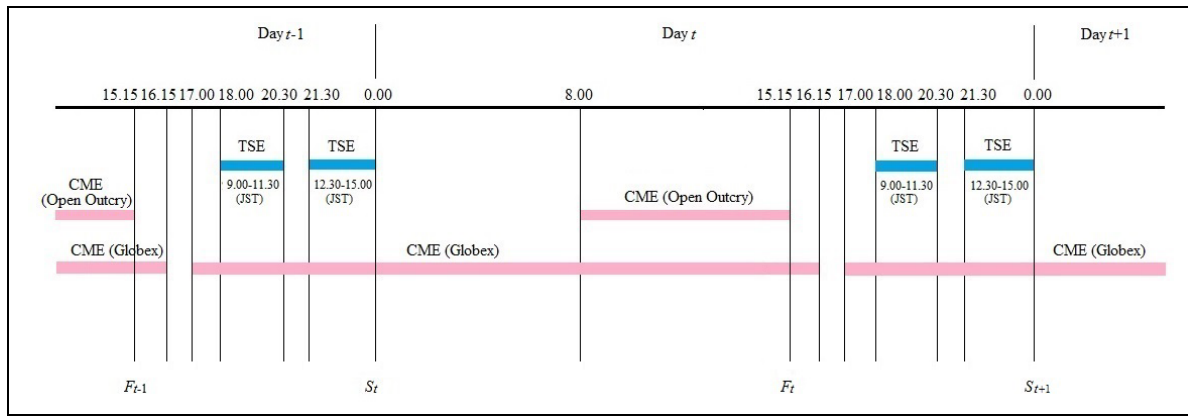 Day t-1 Day t Day t+1
15.15 16.15 17.00 18.00 20.30 21.30 0.00 8.00 15.15 16.15 17.00 18.00 20.30 21.30 0.00
TSE TSE TSE TSE
9.00-11.30 12.30-15.00 9.00-11.30 12.30-15.00
(JST) (JST) (JST) (JST)
CME
(Open Outcry) CME (Open Outcry)
CME (Globex) CME (Globex) CME (Globex)
Ft-1 St Ft St+1